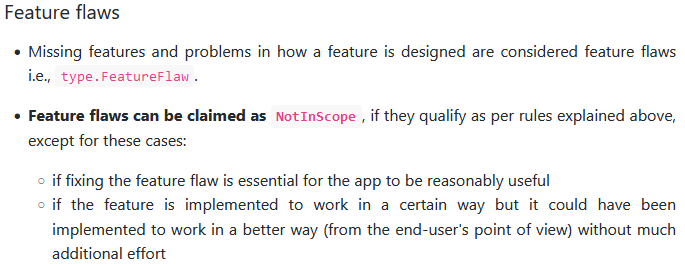 Feature flaws
• Missing features and problems in how a feature is designed are considered feature flaws
i.e., type.FeatureFlaw .
• Feature flaws can be claimed as NotInScope , if they qualify as per rules explained above,
except for these cases:
○ if fixing the feature flaw is essential for the app to be reasonably useful
○ if the feature is implemented to work in a certain way but it could have been
implemented to work in a better way (from the end-user's point of view) without much
additional effort